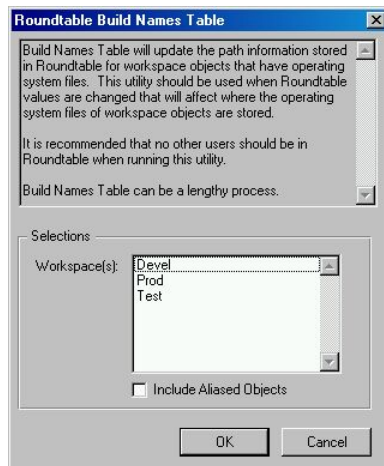 Roundtable Build Names Table
Build Names Table will update the path information stored
in Roundtable for workspace objects that have operating
system files. This utility should be used when Roundtable
values are changed that will affect where the operating
system files of workspace objects are stored.
It is recommended that no other users should be in
Roundtable when running this utility.
Build Names Table can be a lengthy process.
Selections
Workspace(s):
Devel
Prod
Test
Include Aliased Objects
OK
Cancel